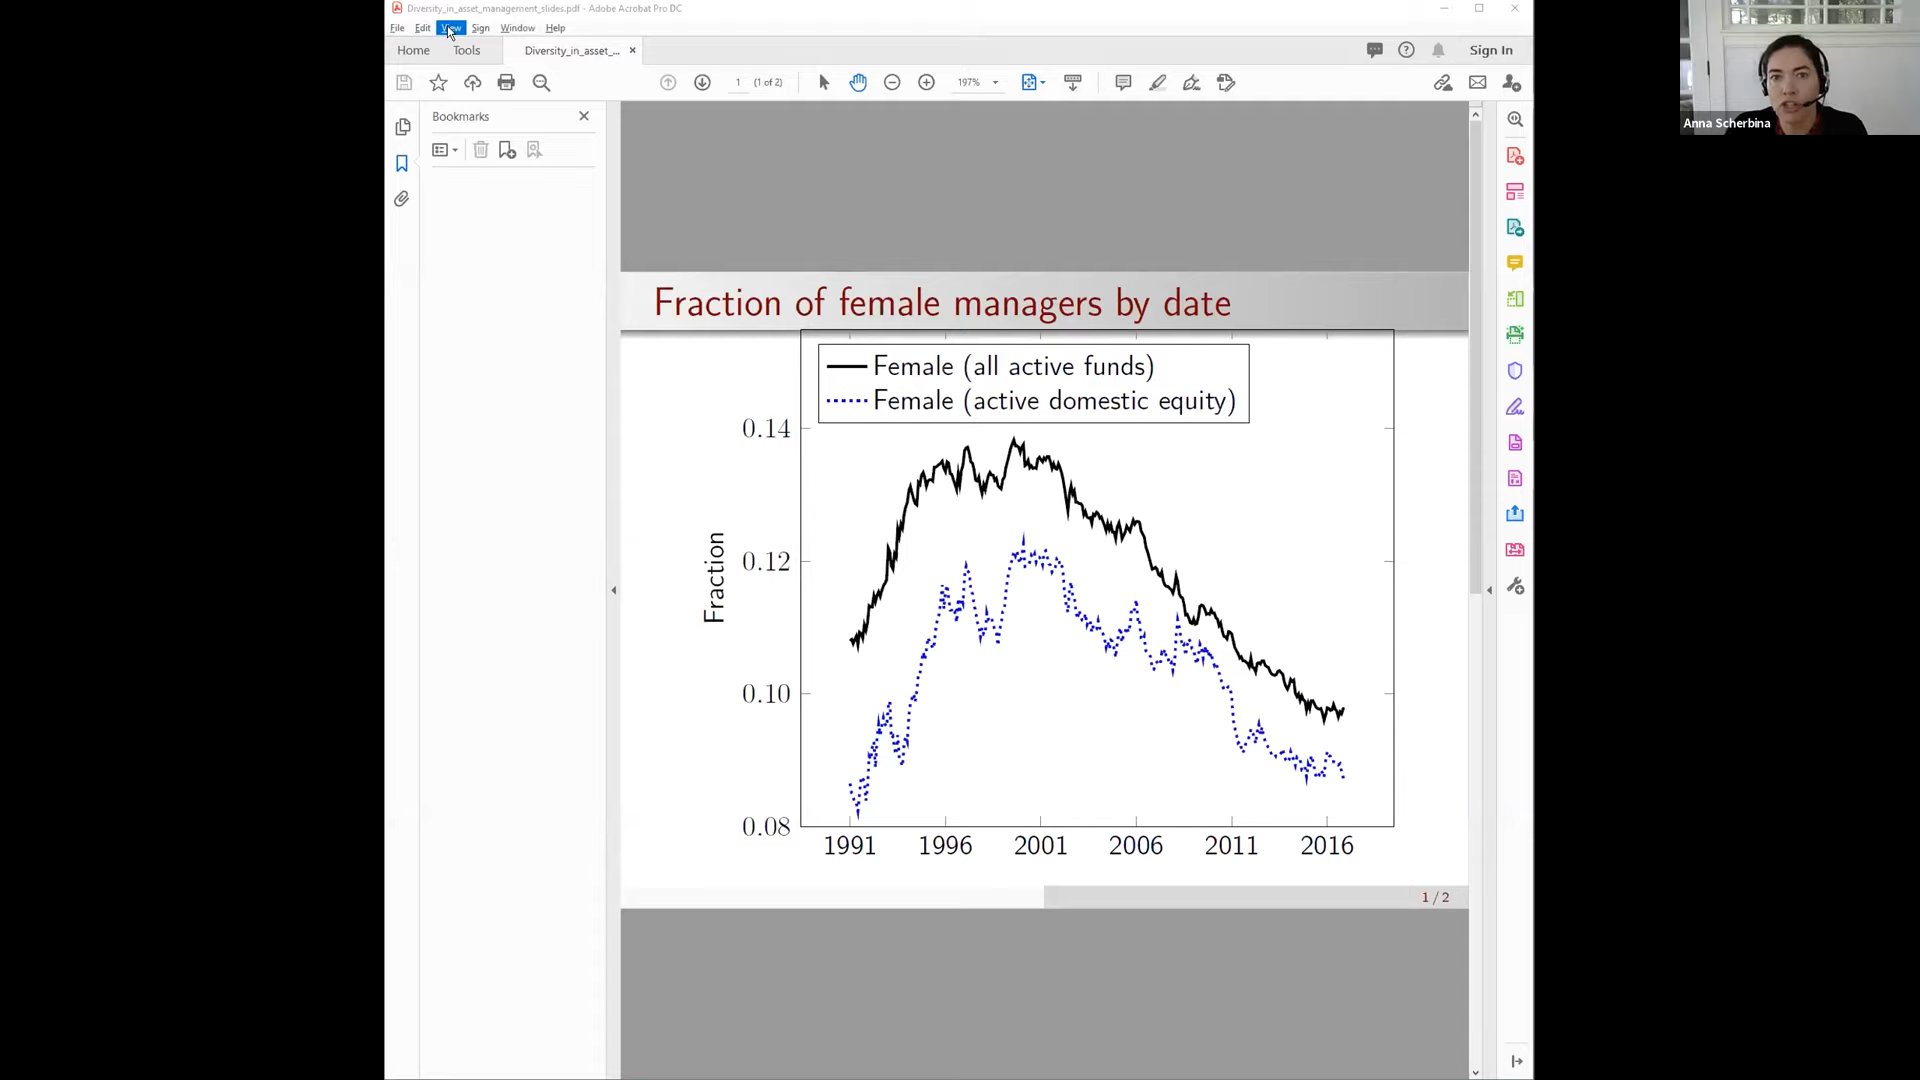 Diversity_in_asset_management_slides.pdf - Adobe Acrobat Pro DC
File Edit View Sign Window Help
Home Tools Diversity_in_asset_... Sign In
1 (1 of 2) 197%
Bookmarks
Anna Scherbina
Fraction of female managers by date
Female (all active funds)
Female (active domestic equity)
0.14
0.12
0.10
0.08
Fraction
1991 1996 2001 2006 2011 2016
1 / 2